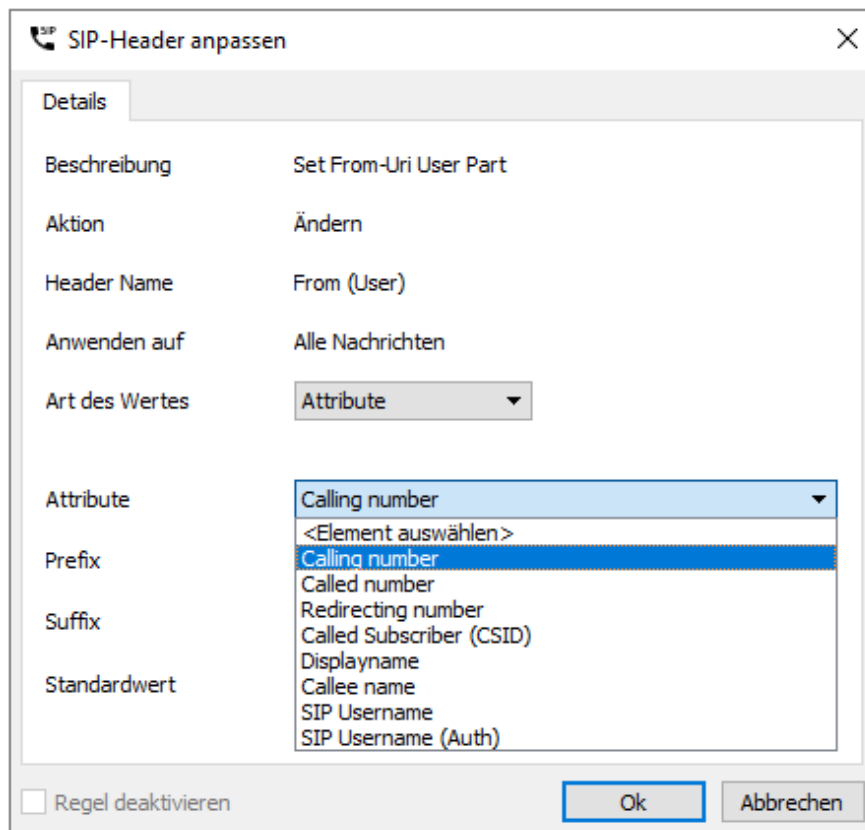 SIP SIP-Header anpassen
Details
Beschreibung Set From-Uri User Part
Aktion Ändern
Header Name From (User)
Anwenden auf Alle Nachrichten
Art des Wertes Attribute
Attribute Calling number
<Element auswählen>
Prefix Calling number
Called number
Redirecting number
Suffix Called Subscriber (CSID)
Displayname
Standardwert Callee name
SIP Username
SIP Username (Auth)
Regel deaktivieren Ok Abbrechen